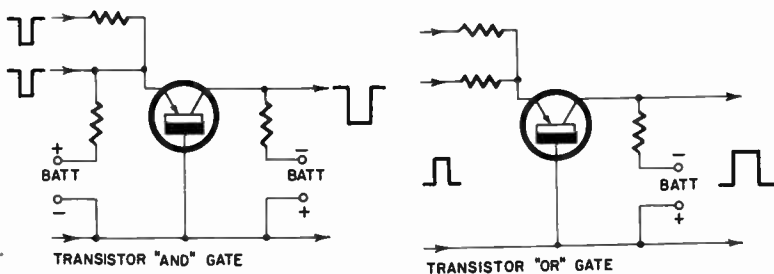 +
BATT
−
−
BATT
+
TRANSISTOR "AND" GATE
−
BATT
+
TRANSISTOR "OR" GATE